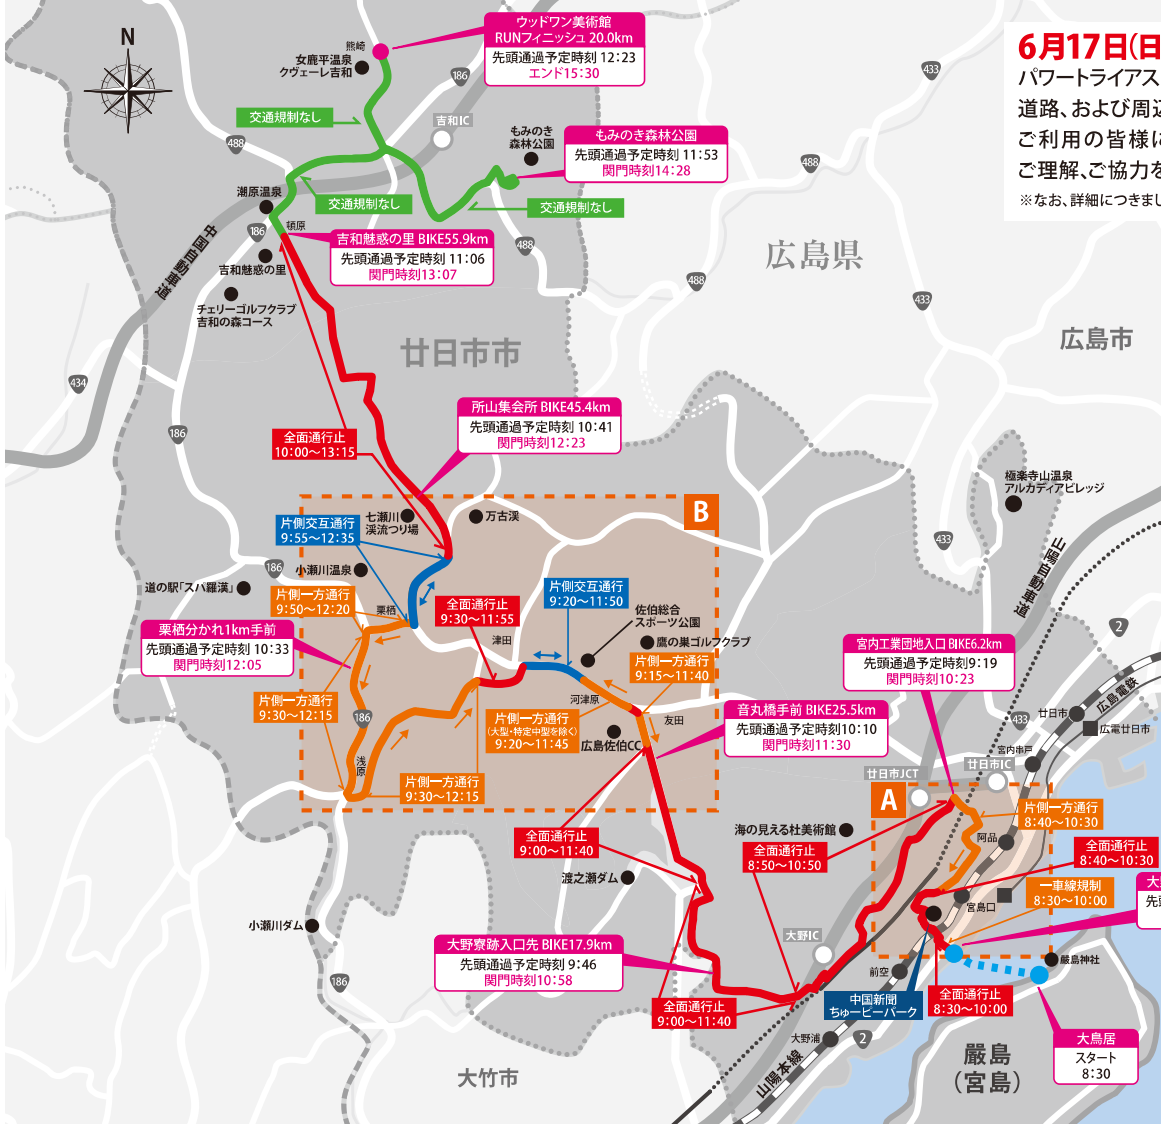 N
ウッドワン美術館
RUNフィニッシュ 20.0km
先頭通過予定時刻 12:23
エンド15:30
熊崎
女鹿平温泉
クヴェーレ吉和
186
433
6月17日(日
パワートライアス
道路、および周辺
ご利用の皆様に
ご理解、ご協力を
※なお、詳細につきまし
交通規制なし
吉和IC
もみのき
森林公園
もみのき森林公園
先頭通過予定時刻 11:53
関門時刻14:28
488
488
潮原温泉
交通規制なし
交通規制なし
186
頓原
吉和魅惑の里 BIKE55.9km
先頭通過予定時刻 11:06
関門時刻13:07
488
中国自動車道
吉和魅惑の里
広島県
488
チェリーゴルフクラブ
吉和の森コース
433
廿日市市
広島市
434
所山集会所 BIKE45.4km
先頭通過予定時刻 10:41
関門時刻12:23
186
全面通行止
10:00～13:15
極楽寺山温泉
アルカディアビレッジ
B
七瀬川
渓流つり場
万古渓
片側交互通行
9:55～12:35
433
山陽自動車道
186
小瀬川温泉
道の駅「スパ羅漢」
片側一方通行
9:50～12:20
栗栖
全面通行止
9:30～11:55
片側交互通行
9:20～11:50
佐伯総合
スポーツ公園
2
栗栖分かれ1km手前
先頭通過予定時刻 10:33
関門時刻12:05
津田
鷹の巣ゴルフクラブ
宮内工業団地入口 BIKE6.2km
先頭通過予定時刻9:19
関門時刻10:23
片側一方通行
9:15～11:40
広島電鉄
片側一方通行
9:30～12:15
186
河津原
片側一方通行
(大型・特定中型を除く)
9:20～11:45
友田
音丸橋手前 BIKE25.5km
先頭通過予定時刻10:10
関門時刻11:30
433
廿日市
広電廿日市
広島佐伯CC
宮内串戸
浅原
廿日市JCT
廿日市IC
片側一方通行
9:30～12:15
A
片側一方通行
8:40～10:30
海の見える杜美術館
全面通行止
9:00～11:40
全面通行止
8:50～10:50
阿品
全面通行止
8:40～10:30
渡之瀬ダム
一車線規制
8:30～10:00
大
先
宮島口
小瀬川ダム
大野寮跡入口先 BIKE17.9km
先頭通過予定時刻 9:46
関門時刻10:58
大野IC
186
前空
厳島神社
全面通行止
9:00～11:40
中国新聞
ちゅーピーパーク
全面通行止
8:30～10:00
大野浦
2
大鳥居
スタート
8:30
山陽本線
厳島
(宮島)
大竹市